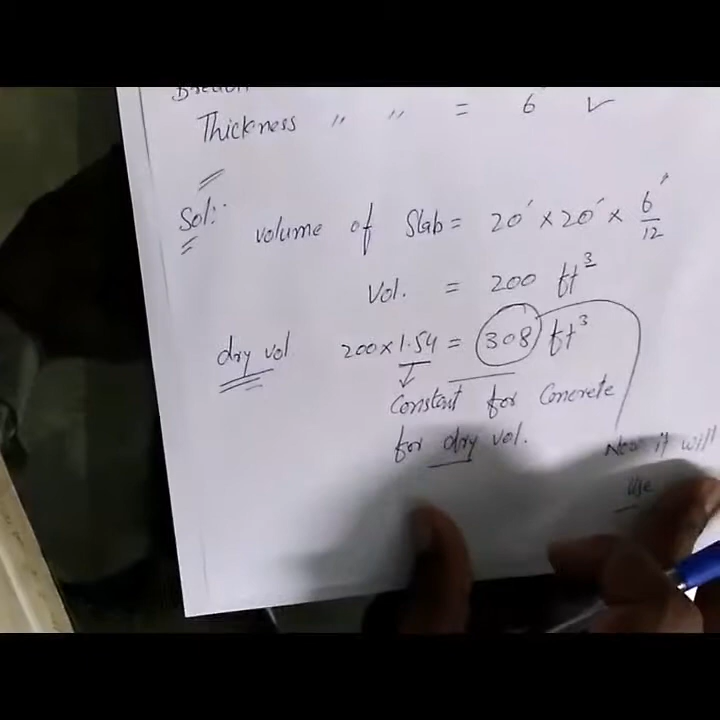 Thickness " " = 6 ✓
Sol:
volume of Slab = 20' × 20' × 6'/12
Vol. = 200 ft³
dry vol 200 × 1.54 = 308 ft³
Constant for Concrete
for dry vol.
Now it will
Use